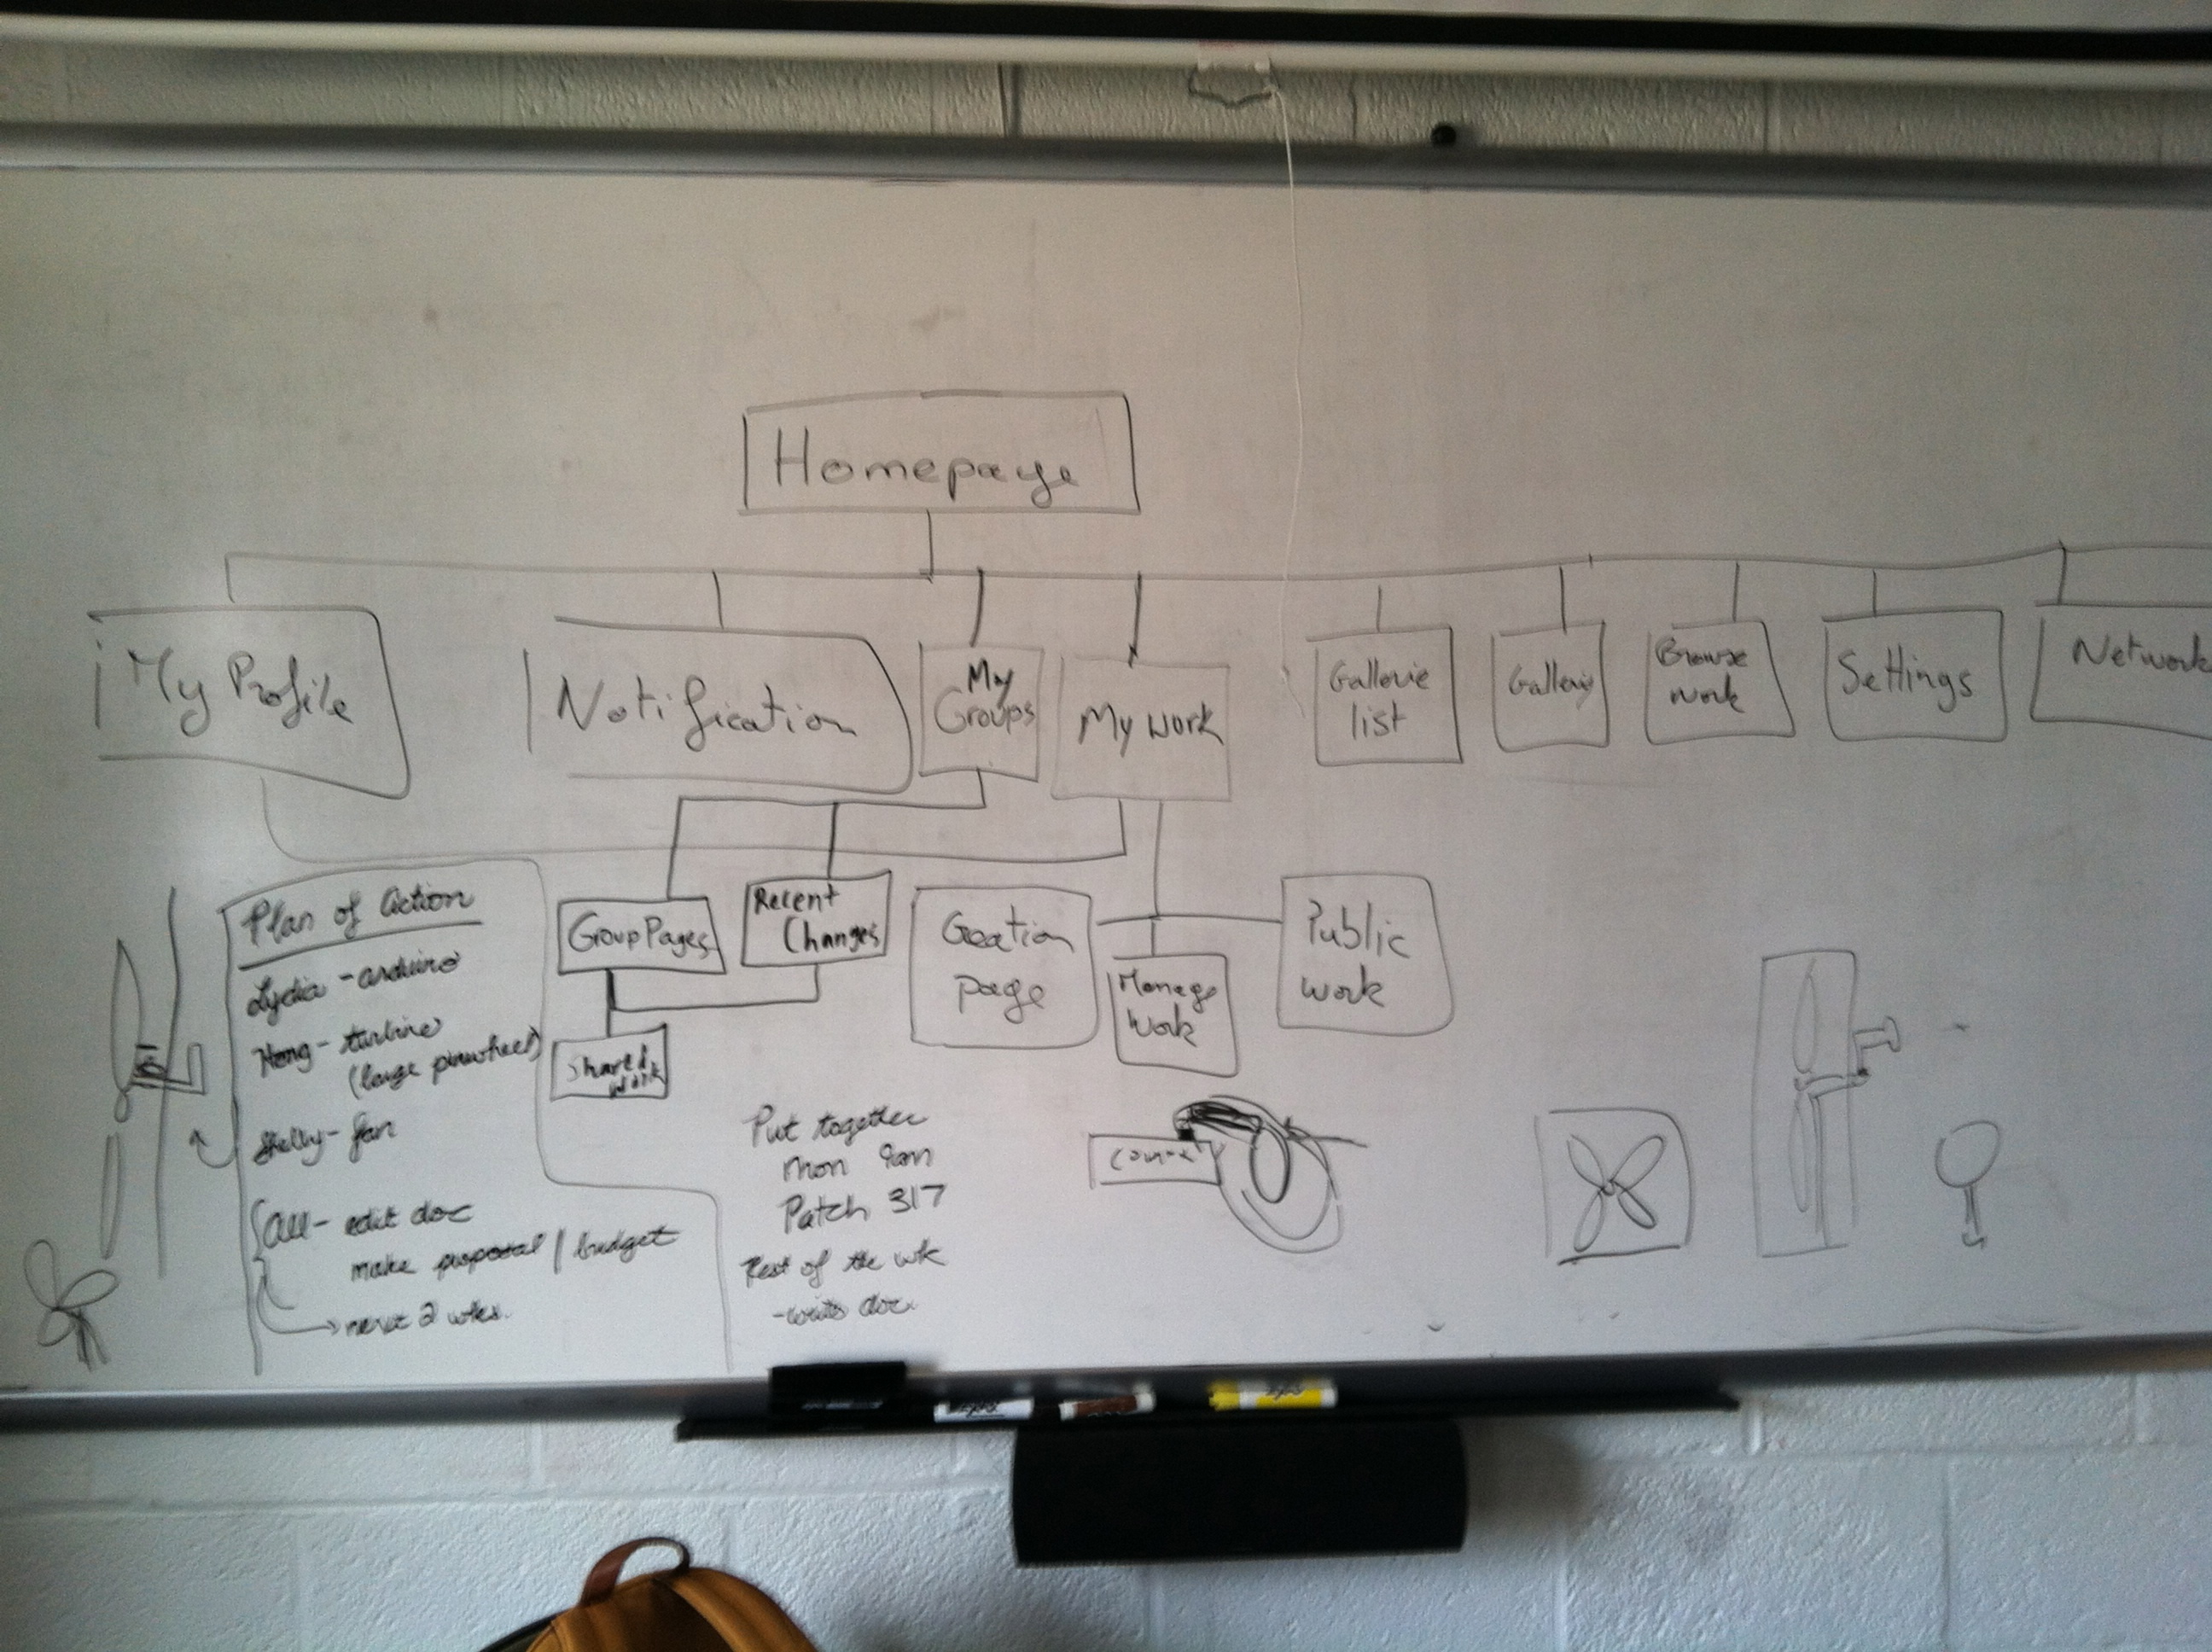 Homepage
My Profile
Notification
My
Groups
My work
Gallerie
list
Gallery
Browse
work
Settings
Network
Group Pages
Recent
Changes
Shared
Work
Creation
page
Manage
Work
Public
work
Plan of action
Lydia - arduino
Hong - turbine
(large pinwheel)
Shelby - fan
All - edit doc
make proposal / budget
next 2 wks.
Put together
Mon 9am
Patch 317
Rest of the wk
- write doc.